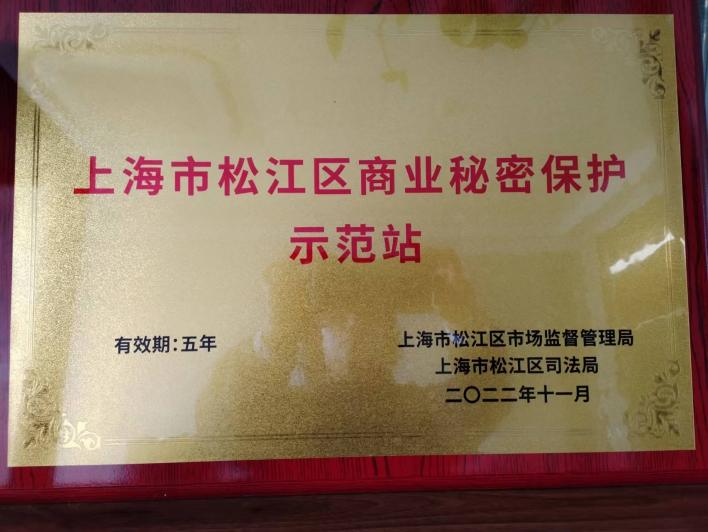 上海市松江区商业秘密保护
示范站
有效期:五年
上海市松江区市场监督管理局
上海市松江区司法局
二〇二二年十一月